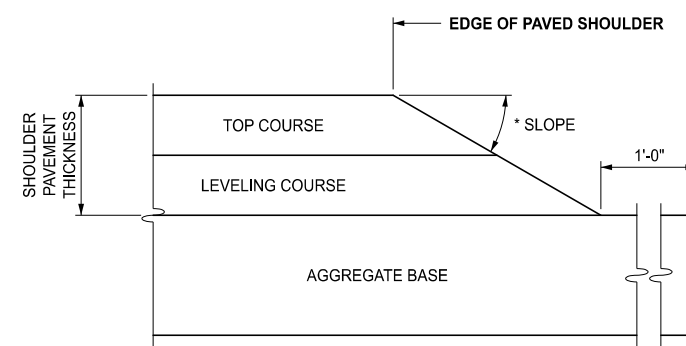 EDGE OF PAVED SHOULDER
SHOULDER
PAVEMENT
THICKNESS
TOP COURSE
* SLOPE
1'-0"
LEVELING COURSE
AGGREGATE BASE